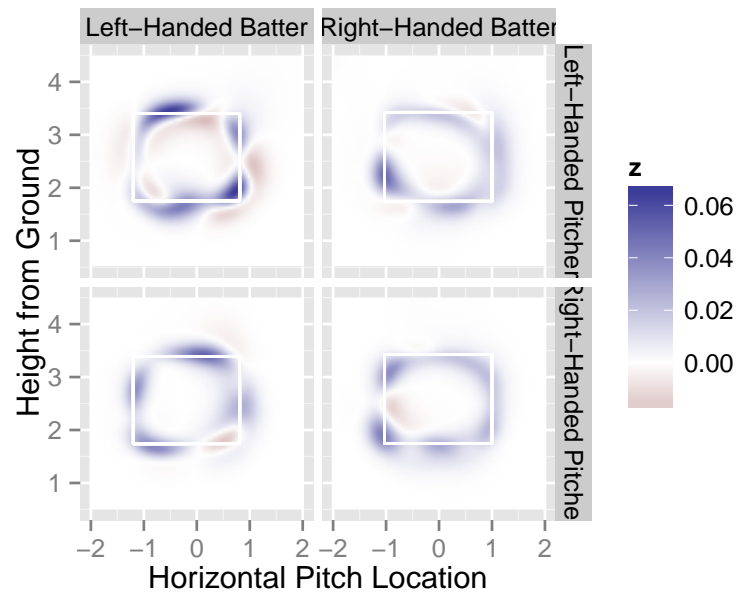 Left−Handed Batter
Right−Handed Batter
Left−Handed Pitcher
Right−Handed Pitche
Height from Ground
4
3
2
1
4
3
2
1
−2 −1 0 1 2 −2 −1 0 1 2
Horizontal Pitch Location
z
0.06
0.04
0.02
0.00